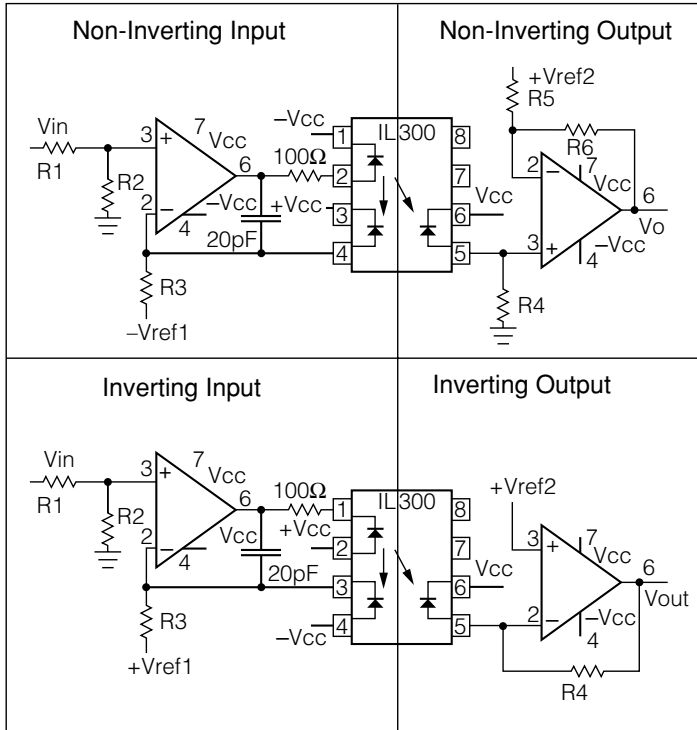 Non-Inverting Input
Non-Inverting Output
Vin
R1
R2
3
+
7
Vcc
6
2
−
−Vcc
4
20pF
R3
−Vref1
100Ω
−Vcc
+Vcc
1
2
3
4
IL300
8
7
6
5
Vcc
+Vref2
R5
R6
2
−
7
Vcc
6
Vo
3
+
−Vcc
4
R4
Inverting Input
Inverting Output
Vin
R1
R2
3
+
7
Vcc
6
2
−
4
Vcc
20pF
R3
+Vref1
100Ω
+Vcc
−Vcc
1
2
3
4
IL300
8
7
6
5
Vcc
+Vref2
3
+
7
Vcc
6
Vout
2
−
−Vcc
4
R4